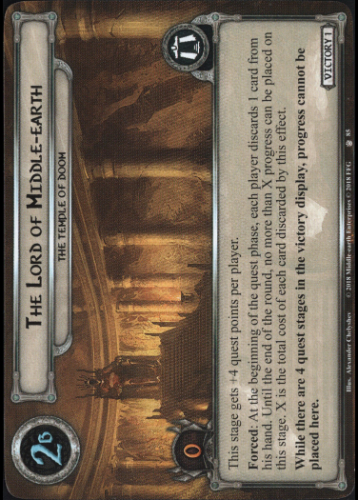 2B
THE LORD OF MIDDLE-EARTH
THE TEMPLE OF DOOM
0
This stage gets +4 quest points per player.
Forced: At the beginning of the quest phase, each player discards 1 card from
his hand. Until the end of the round, no more than X progress can be placed on
this stage. X is the total cost of each card discarded by this effect.
While there are 4 quest stages in the victory display, progress cannot be
placed here.
VICTORY 1
Illus. Alexander Chelyshev © 2018 Middle-earth Enterprises © 2018 FFG 85